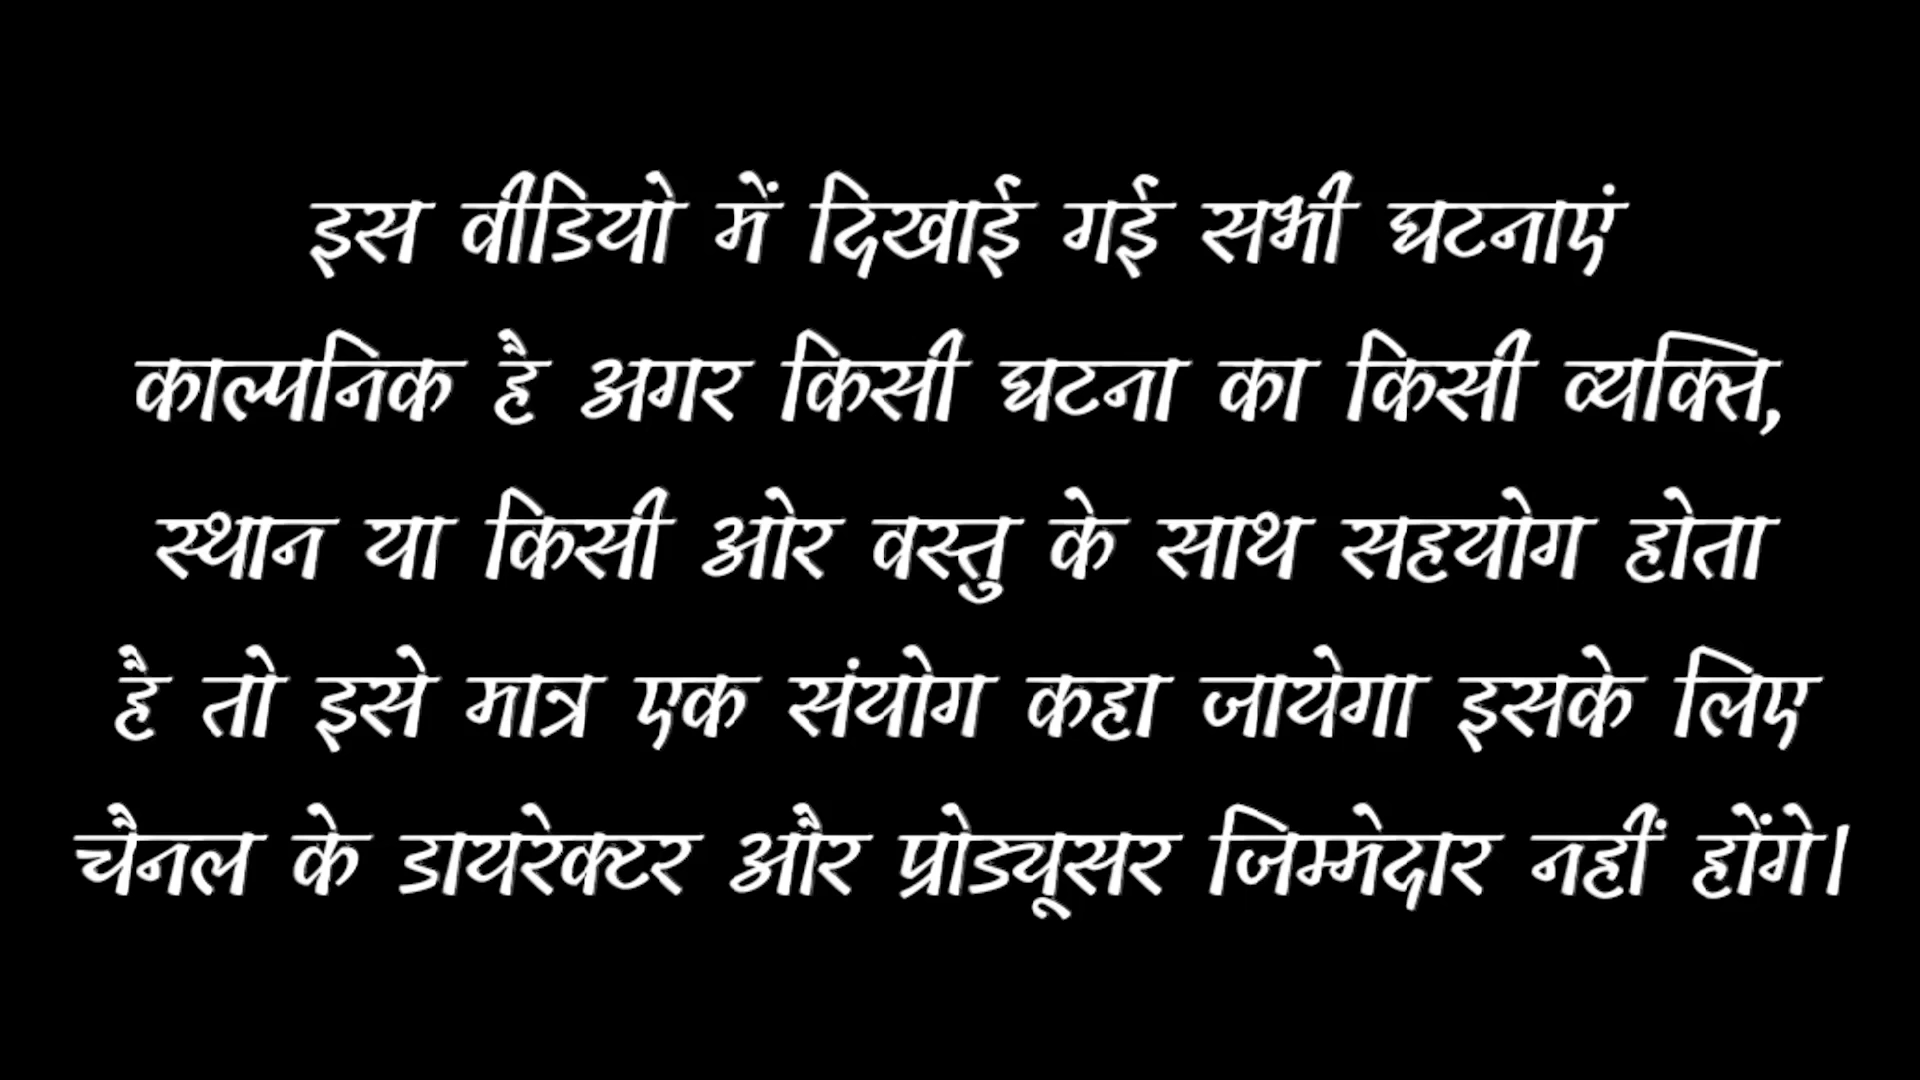 इस वीडियो में दिखाई गई सभी घटनाएं
काल्पनिक है अगर किसी घटना का किसी व्यक्ति,
स्थान या किसी ओर वस्तु के साथ सहयोग होता
है तो इसे मात्र एक संयोग कहा जायेगा इसके लिए
चैनल के डायरेक्टर और प्रोड्यूसर जिम्मेदार नहीं होंगे।